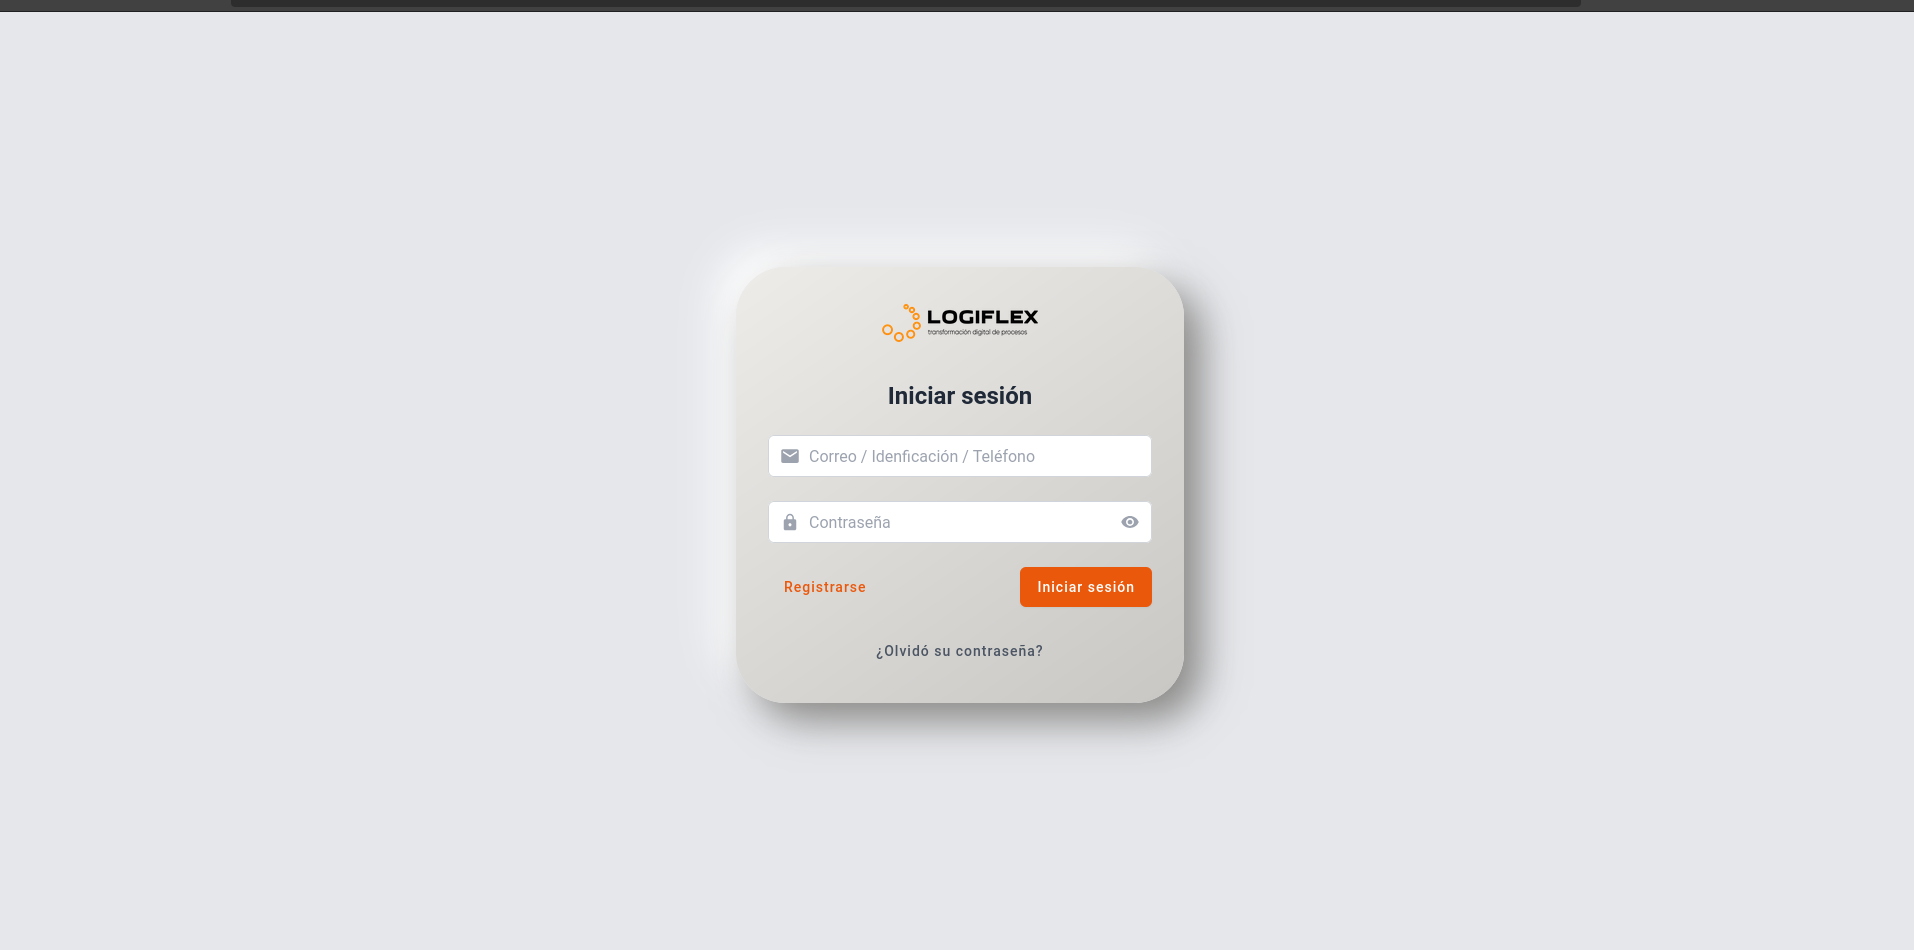 LOGIFLEX
transformación digital de procesos
Iniciar sesión
Correo / Idenficación / Teléfono
Contraseña
Registrarse
Iniciar sesión
¿Olvidó su contraseña?